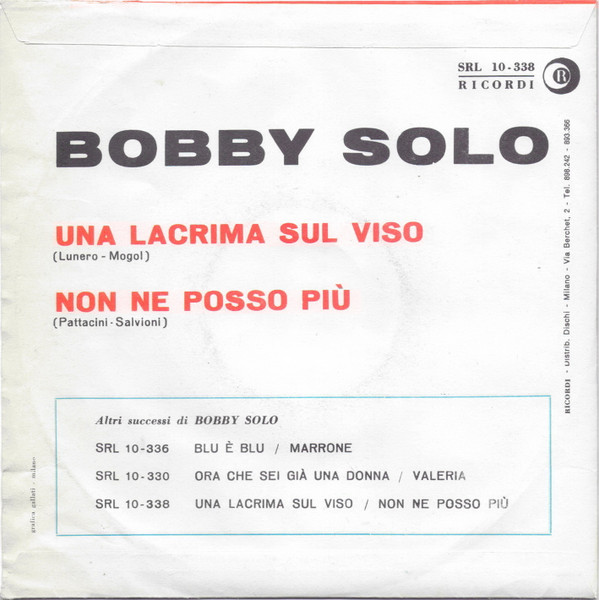 SRL 10-338
RICORDI
R
BOBBY SOLO
UNA LACRIMA SUL VISO
(Lunero - Mogol)
NON NE POSSO PIÙ
(Pattacini - Salvioni)
RICORDI - Distrib. Dischi - Milano - Via Berchet, 2 - Tel. 898.242 - 893.366
Altri successi di BOBBY SOLO
SRL 10-336 BLU È BLU / MARRONE
SRL 10-330 ORA CHE SEI GIÀ UNA DONNA / VALERIA
SRL 10-338 UNA LACRIMA SUL VISO / NON NE POSSO PIÙ
grafica gallati - milano